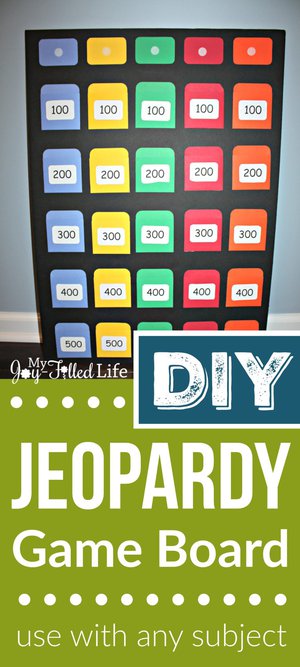 100 100 100 100 100
200 200 200 200 200
300 300 300 300 300
400 400 400 400 400
500 500
My
Joy-Filled Life
DIY
JEOPARDY
Game Board
use with any subject